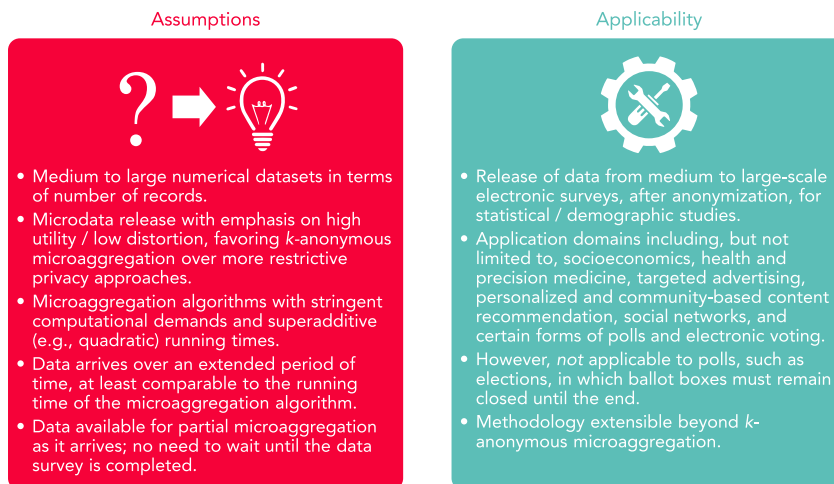 Assumptions
?
• Medium to large numerical datasets in terms
of number of records.
• Microdata release with emphasis on high
utility / low distortion, favoring k-anonymous
microaggregation over more restrictive
privacy approaches.
• Microaggregation algorithms with stringent
computational demands and superadditive
(e.g., quadratic) running times.
• Data arrives over an extended period of
time, at least comparable to the running
time of the microaggregation algorithm.
• Data available for partial microaggregation
as it arrives; no need to wait until the data
survey is completed.
Applicability
• Release of data from medium to large-scale
electronic surveys, after anonymization, for
statistical / demographic studies.
• Application domains including, but not
limited to, socioeconomics, health and
precision medicine, targeted advertising,
personalized and community-based content
recommendation, social networks, and
certain forms of polls and electronic voting.
• However, not applicable to polls, such as
elections, in which ballot boxes must remain
closed until the end.
• Methodology extensible beyond k-
anonymous microaggregation.